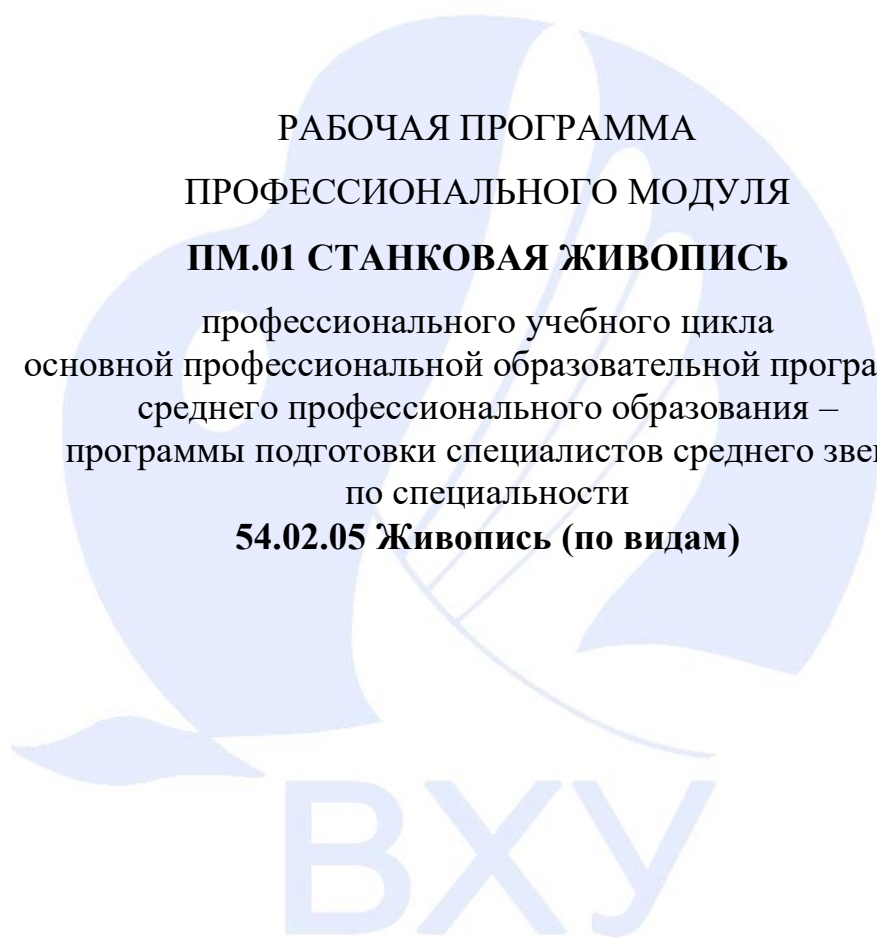 РАБОЧАЯ ПРОГРАММА
ПРОФЕССИОНАЛЬНОГО МОДУЛЯ
ПМ.01 СТАНКОВАЯ ЖИВОПИСЬ
профессионального учебного цикла
основной профессиональной образовательной програ
среднего профессионального образования –
программы подготовки специалистов среднего зве
по специальности
54.02.05 Живопись (по видам)
ВХУ